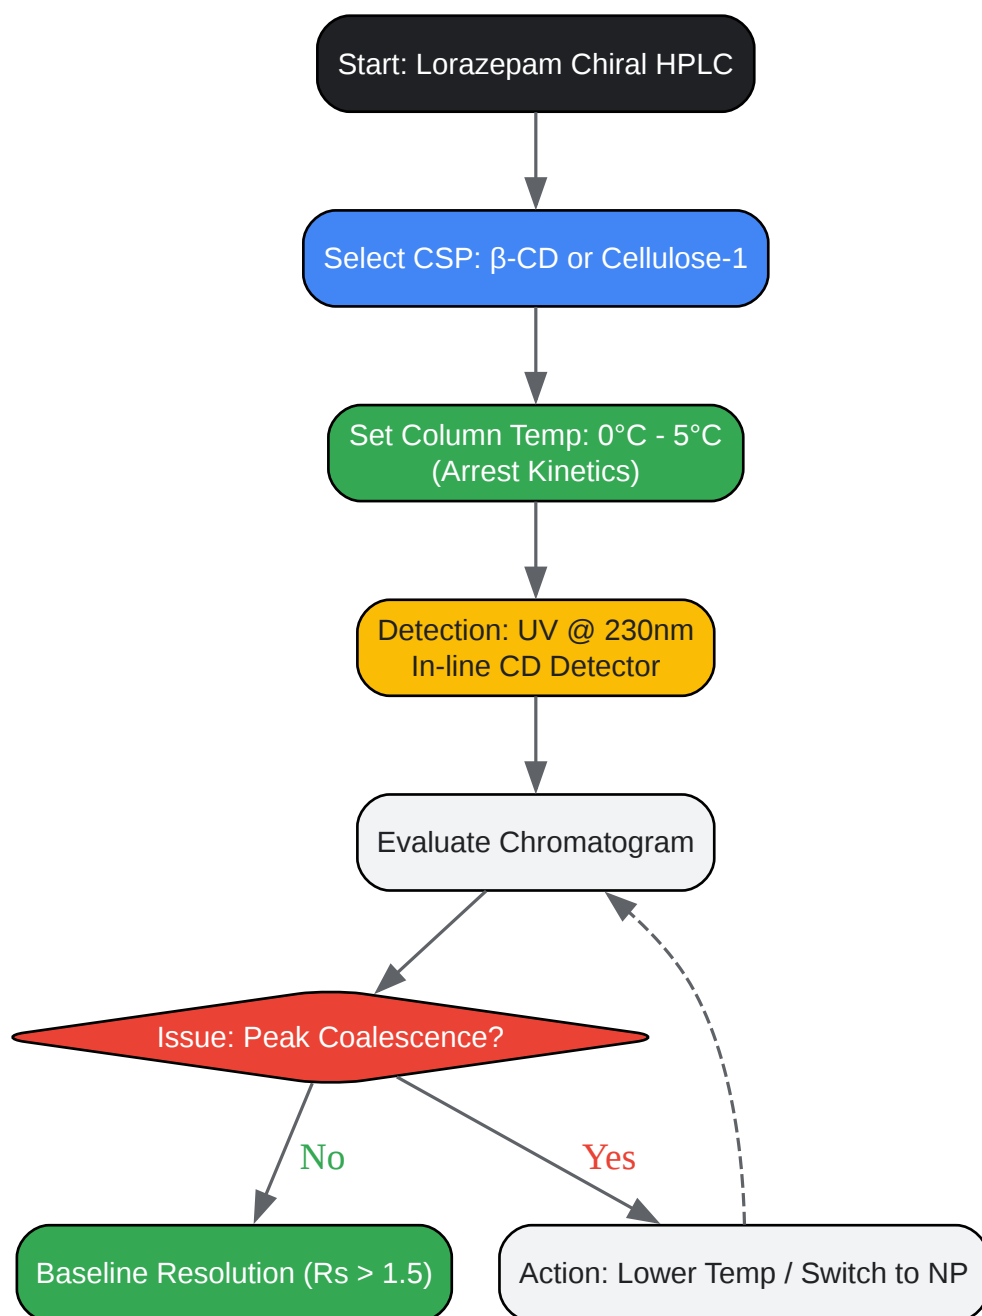 Start: Lorazepam Chiral HPLC
Select CSP: β-CD or Cellulose-1
Set Column Temp: 0°C - 5°C
(Arrest Kinetics)
Detection: UV @ 230nm
In-line CD Detector
Evaluate Chromatogram
Issue: Peak Coalescence?
No
Yes
Baseline Resolution (Rs > 1.5)
Action: Lower Temp / Switch to NP